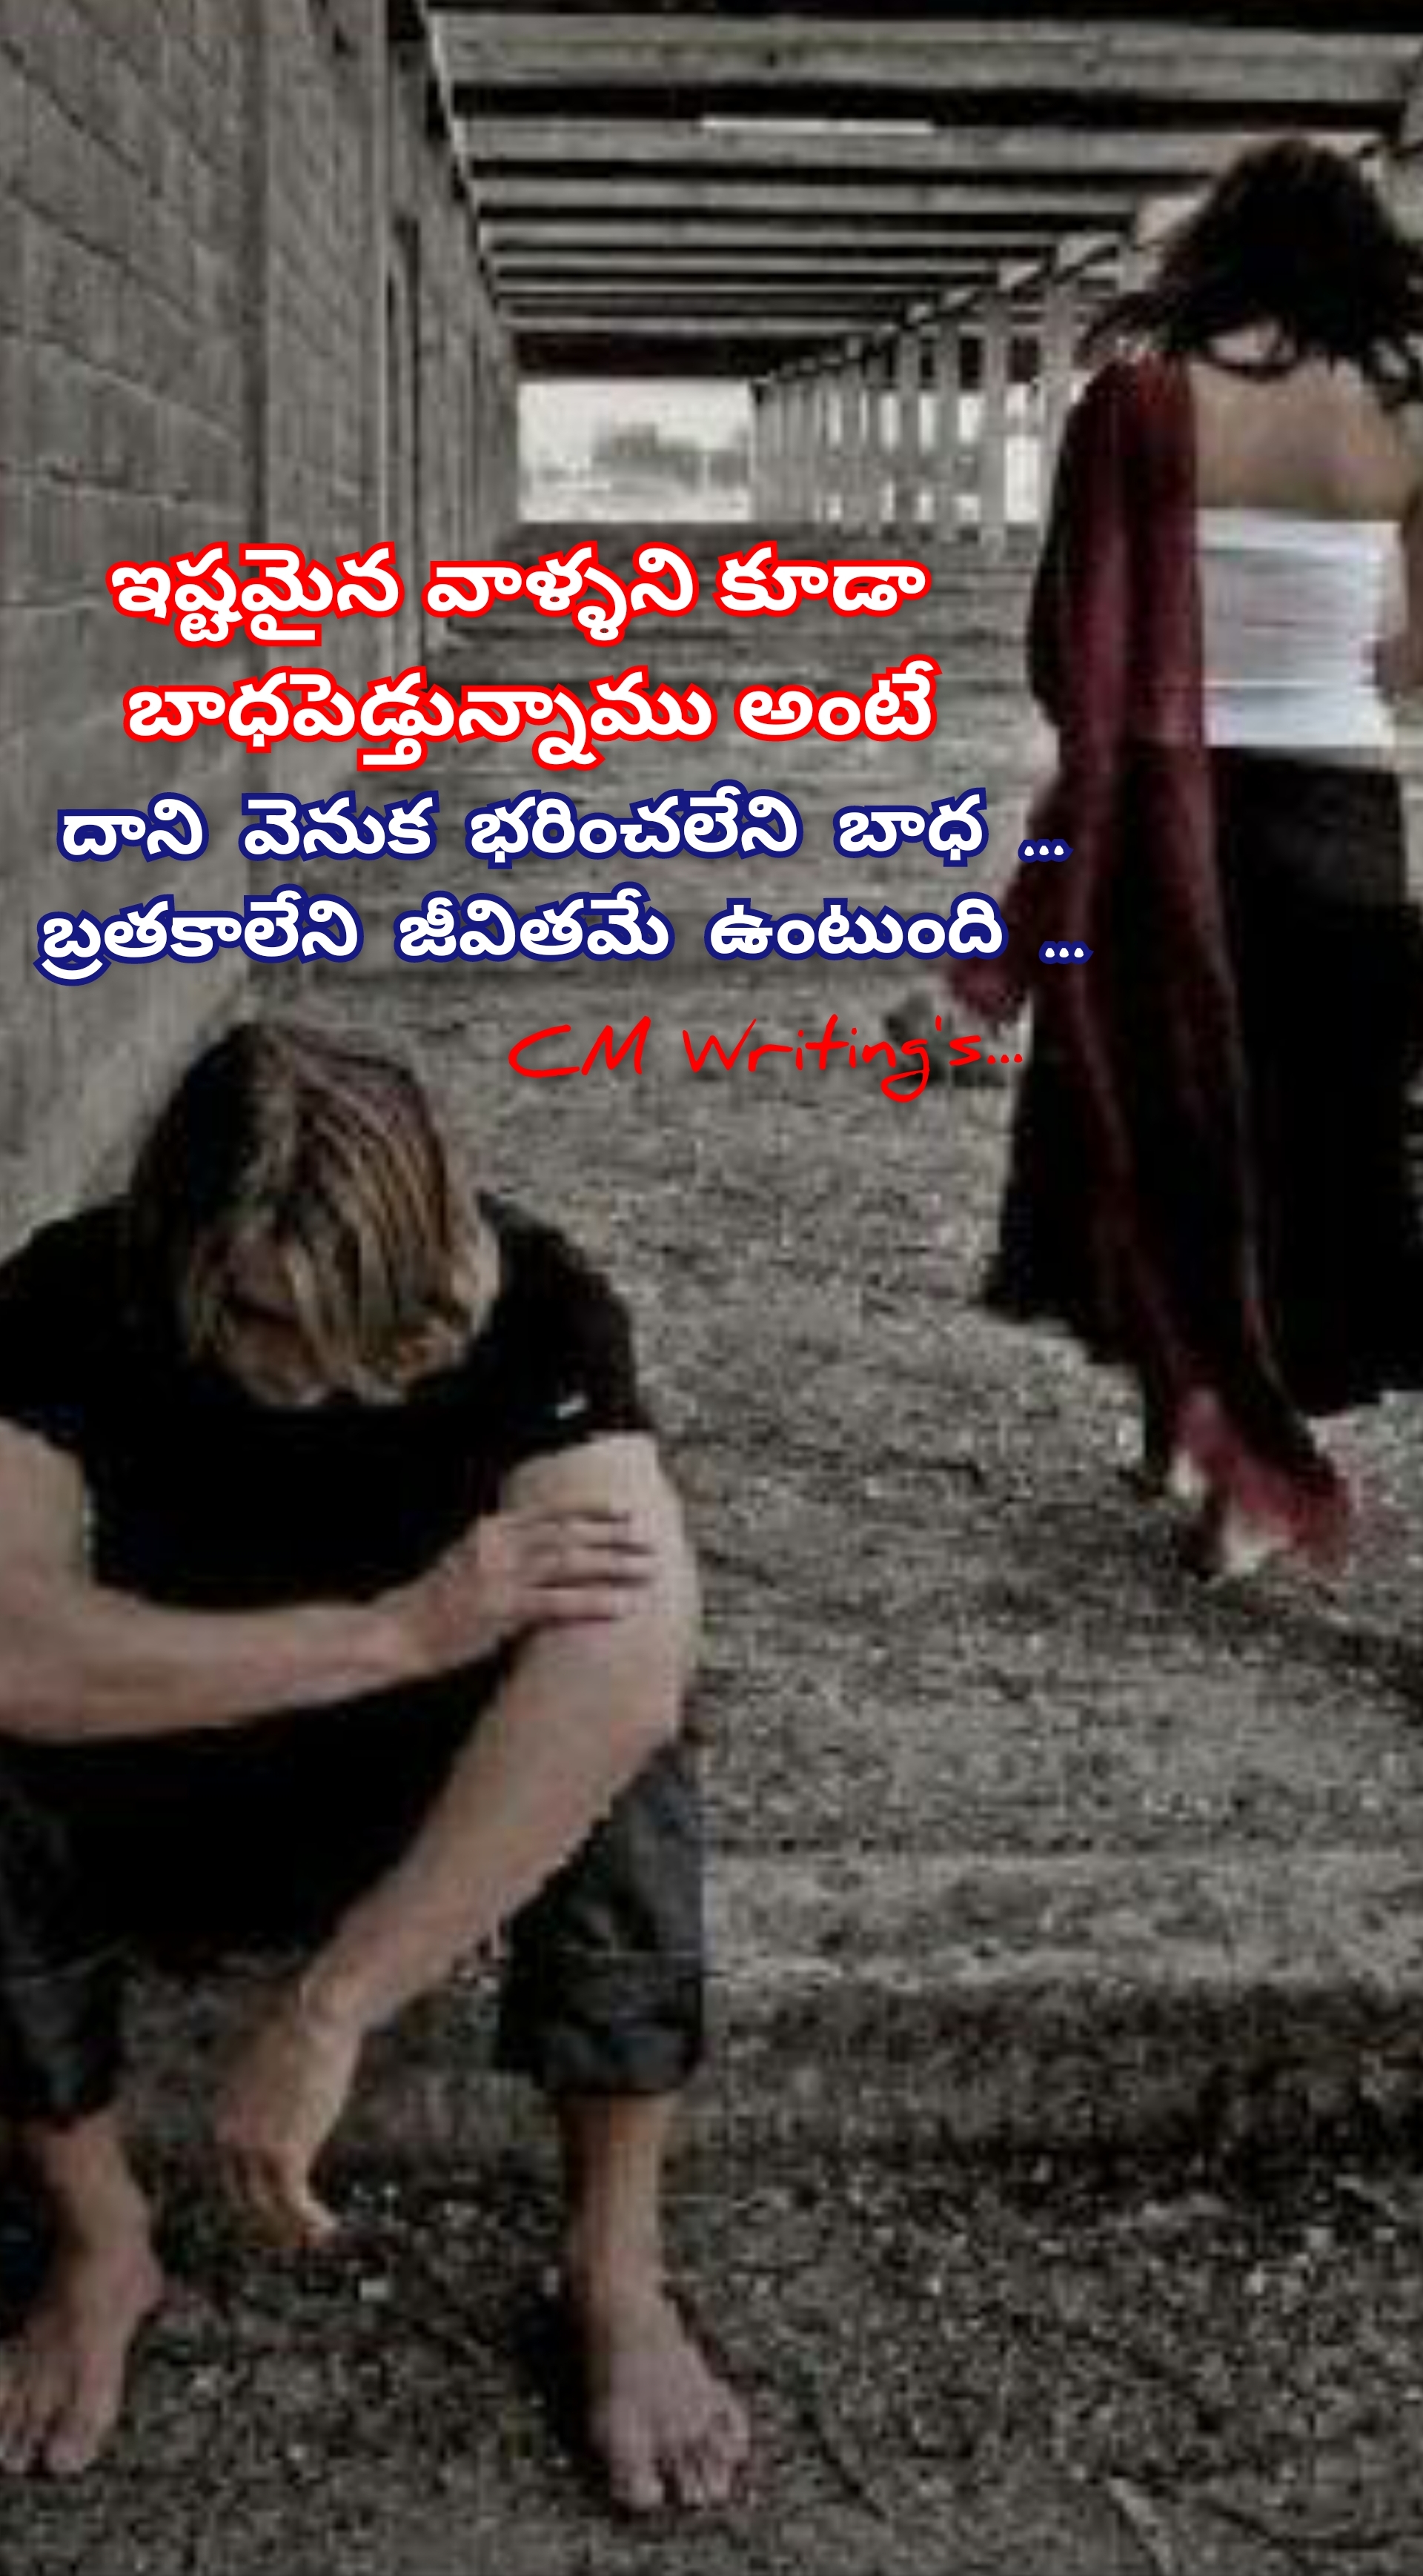 ఇష్టమైన వాళ్ళని కూడా
బాధపెడ్తున్నాము అంటే
దాని వెనుక భరించలేని బాధ ...
బ్రతకాలేని జీవితమే ఉంటుంది ...
CM Writing's...